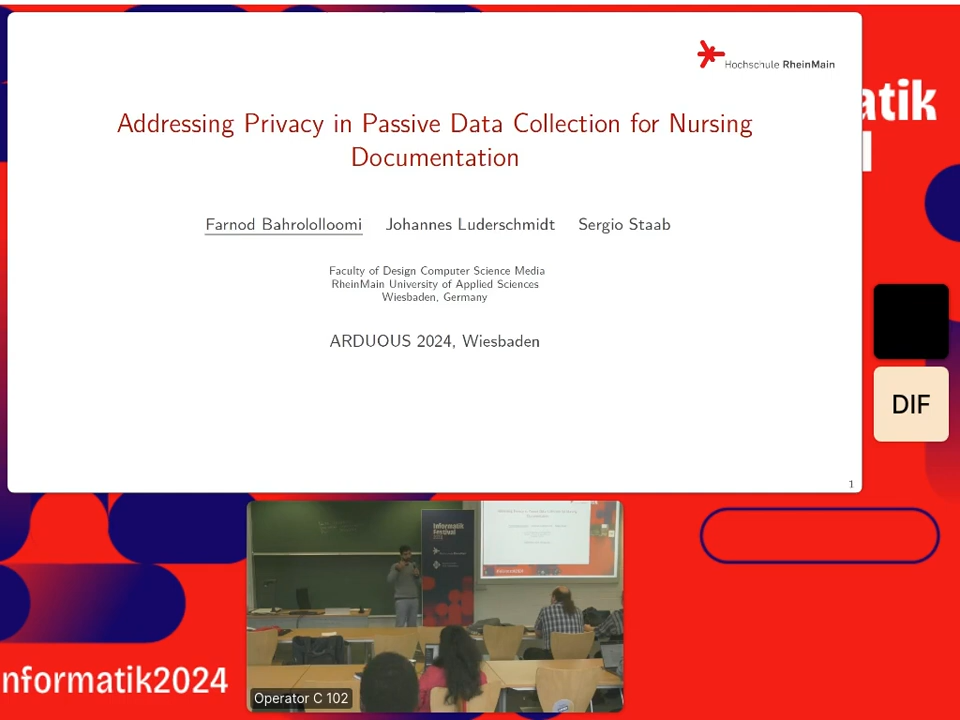 Hochschule RheinMain
Addressing Privacy in Passive Data Collection for Nursing
Documentation
Farnod Bahrololloomi Johannes Luderschmidt Sergio Staab
Faculty of Design Computer Science Media
RheinMain University of Applied Sciences
Wiesbaden, Germany
ARDUOUS 2024, Wiesbaden
1
atik
DIF
Informatik
Festival
Operator C 102
nformatik2024